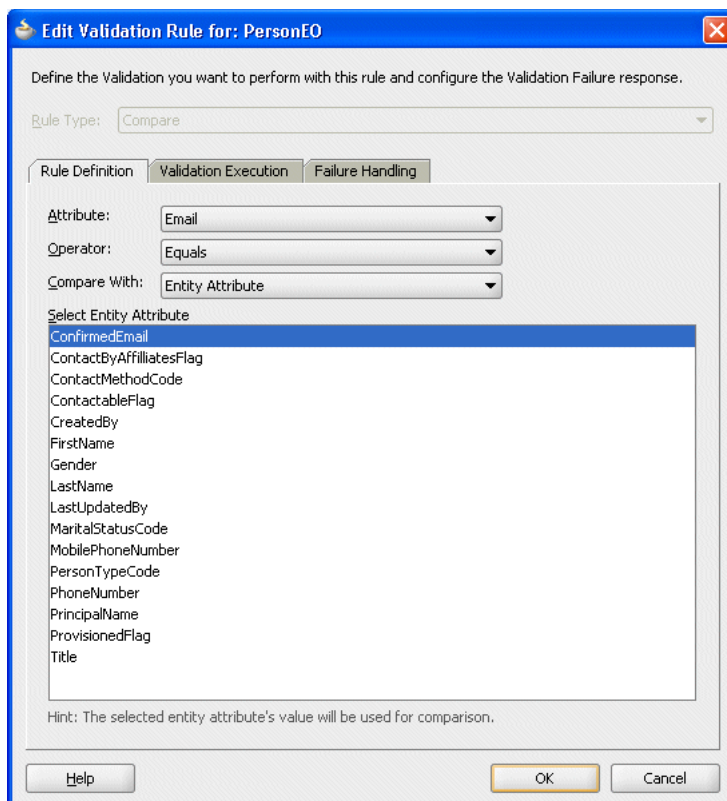 Edit Validation Rule for: PersonEO
Define the Validation you want to perform with this rule and configure the Validation Failure response.
Rule Type: Compare
Rule Definition Validation Execution Failure Handling
Attribute: Email
Operator: Equals
Compare With: Entity Attribute
Select Entity Attribute
ConfirmedEmail
ContactByAffilliatesFlag
ContactMethodCode
ContactableFlag
CreatedBy
FirstName
Gender
LastName
LastUpdatedBy
MaritalStatusCode
MobilePhoneNumber
PersonTypeCode
PhoneNumber
PrincipalName
ProvisionedFlag
Title
Hint: The selected entity attribute's value will be used for comparison.
Help OK Cancel